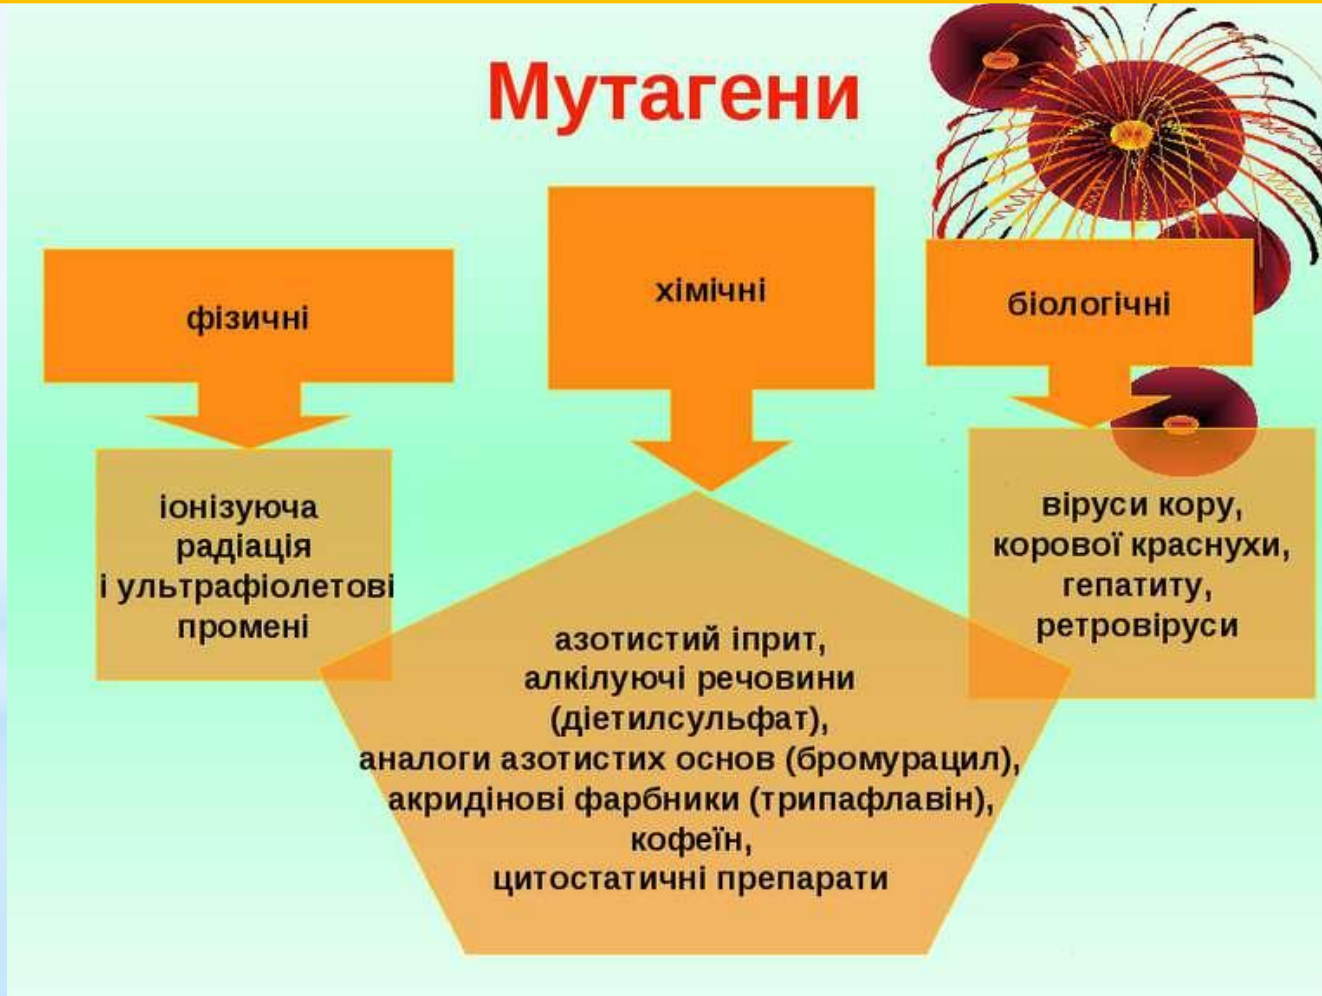 Мутагени
фізичні
хімічні
біологічні
іонізуюча
радіація
і ультрафіолетові
промені
азотистий іприт,
алкілуючі речовини
(діетилсульфат),
аналоги азотистих основ (бромурацил),
акридінові фарбники (трипафлавін),
кофеїн,
цитостатичні препарати
віруси кору,
корової краснухи,
гепатиту,
ретровіруси